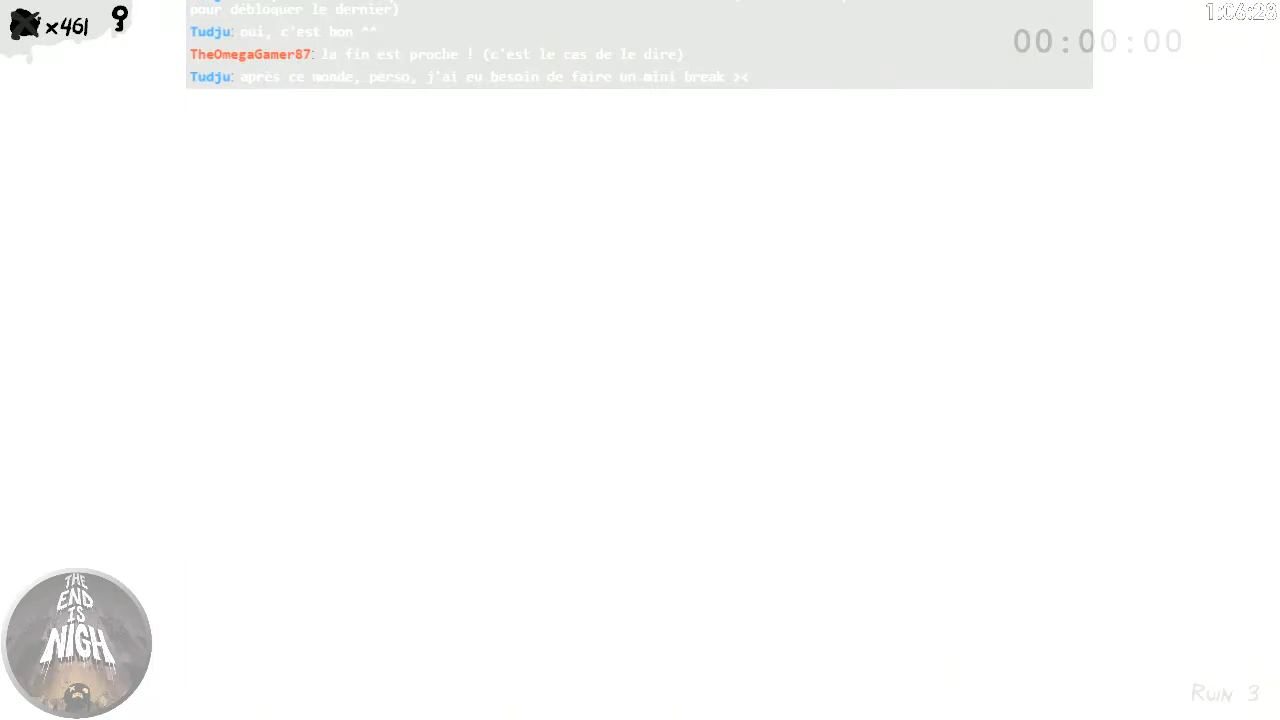 x461
1:06:28
pour débloquer le dernier)
Tudju: oui, c'est bon ^^
00:00:00
TheOmegaGamer87: la fin est proche ! (c'est le cas de le dire)
Tudju: après ce monde, perso, j'ai eu besoin de faire un mini break ><
THE
END
IS
NIGH
RUIN 3